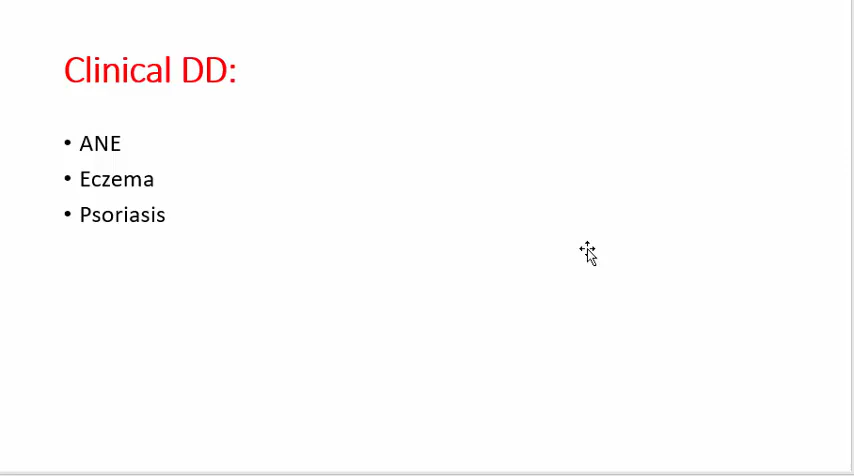 Clinical DD:
• ANE
• Eczema
• Psoriasis